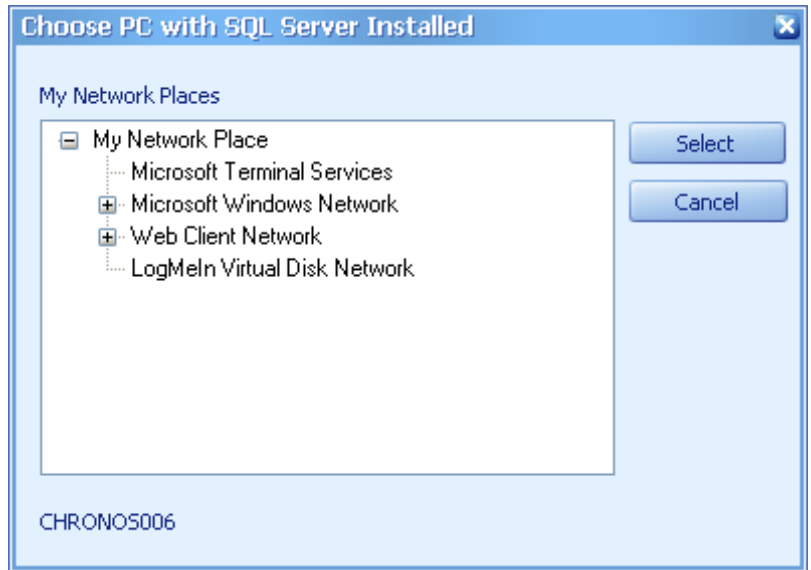 Choose PC with SQL Server Installed
My Network Places
My Network Place
Microsoft Terminal Services
Microsoft Windows Network
Web Client Network
LogMeIn Virtual Disk Network
Select
Cancel
CHRONOS006